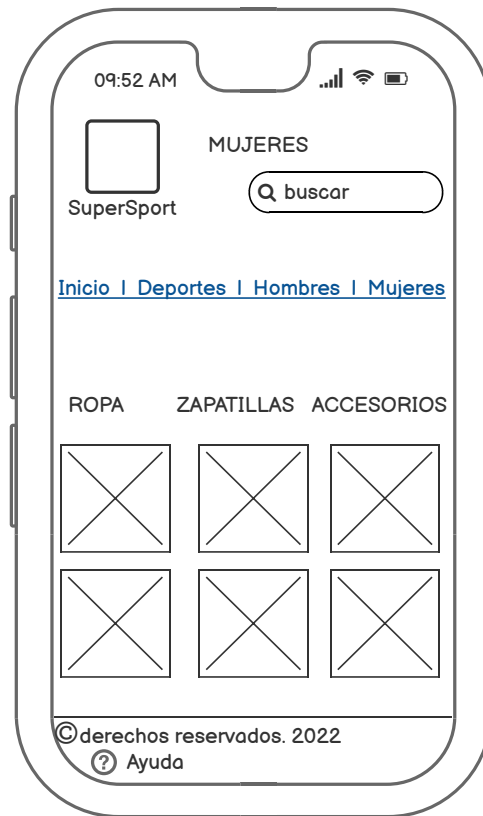 09:52 AM
MUJERES
buscar
SuperSport
Inicio | Deportes | Hombres | Mujeres
ROPA ZAPATILLAS ACCESORIOS
©derechos reservados. 2022
? Ayuda